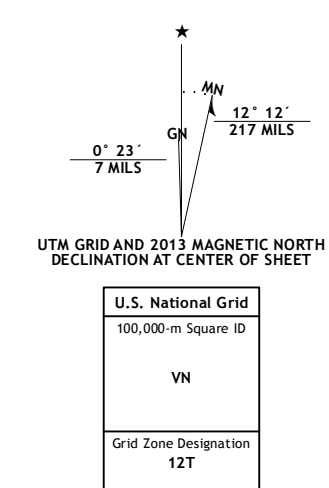 ★
MN
GN
12° 12´
217 MILS
0° 23´
7 MILS
UTM GRID AND 2013 MAGNETIC NORTH
DECLINATION AT CENTER OF SHEET
U.S. National Grid
100,000-m Square ID
VN
Grid Zone Designation
12T